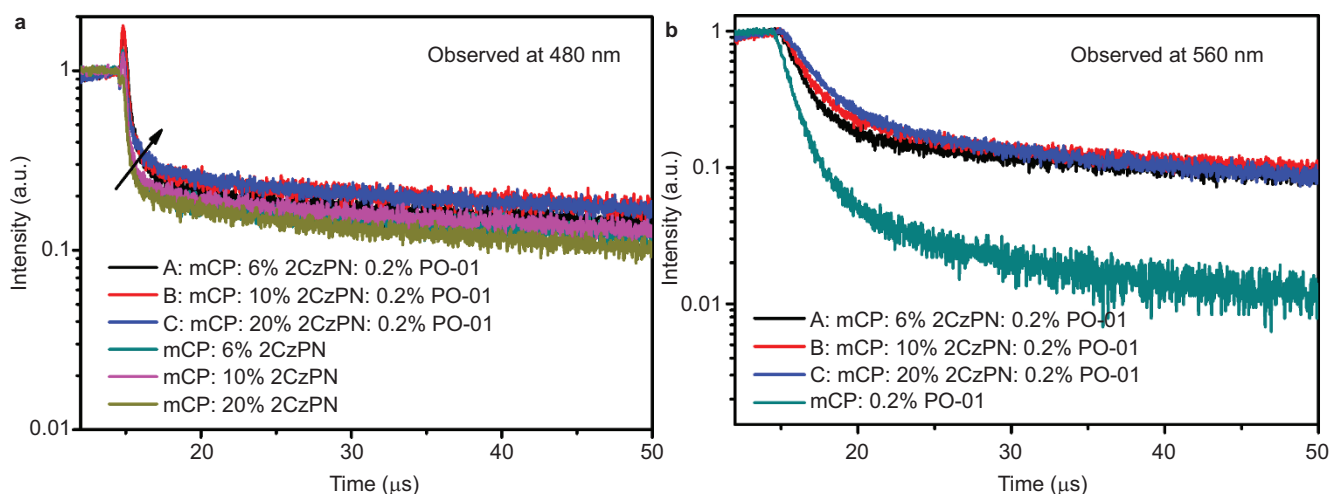 a
Observed at 480 nm
Intensity (a.u.)
1
0.1
0.01
A: mCP: 6% 2CzPN: 0.2% PO-01
B: mCP: 10% 2CzPN: 0.2% PO-01
C: mCP: 20% 2CzPN: 0.2% PO-01
mCP: 6% 2CzPN
mCP: 10% 2CzPN
mCP: 20% 2CzPN
20 30 40 50
Time (μs)
b
Observed at 560 nm
Intensity (a.u.)
1
0.1
0.01
A: mCP: 6% 2CzPN: 0.2% PO-01
B: mCP: 10% 2CzPN: 0.2% PO-01
C: mCP: 20% 2CzPN: 0.2% PO-01
mCP: 0.2% PO-01
20 30 40 50
Time (μs)